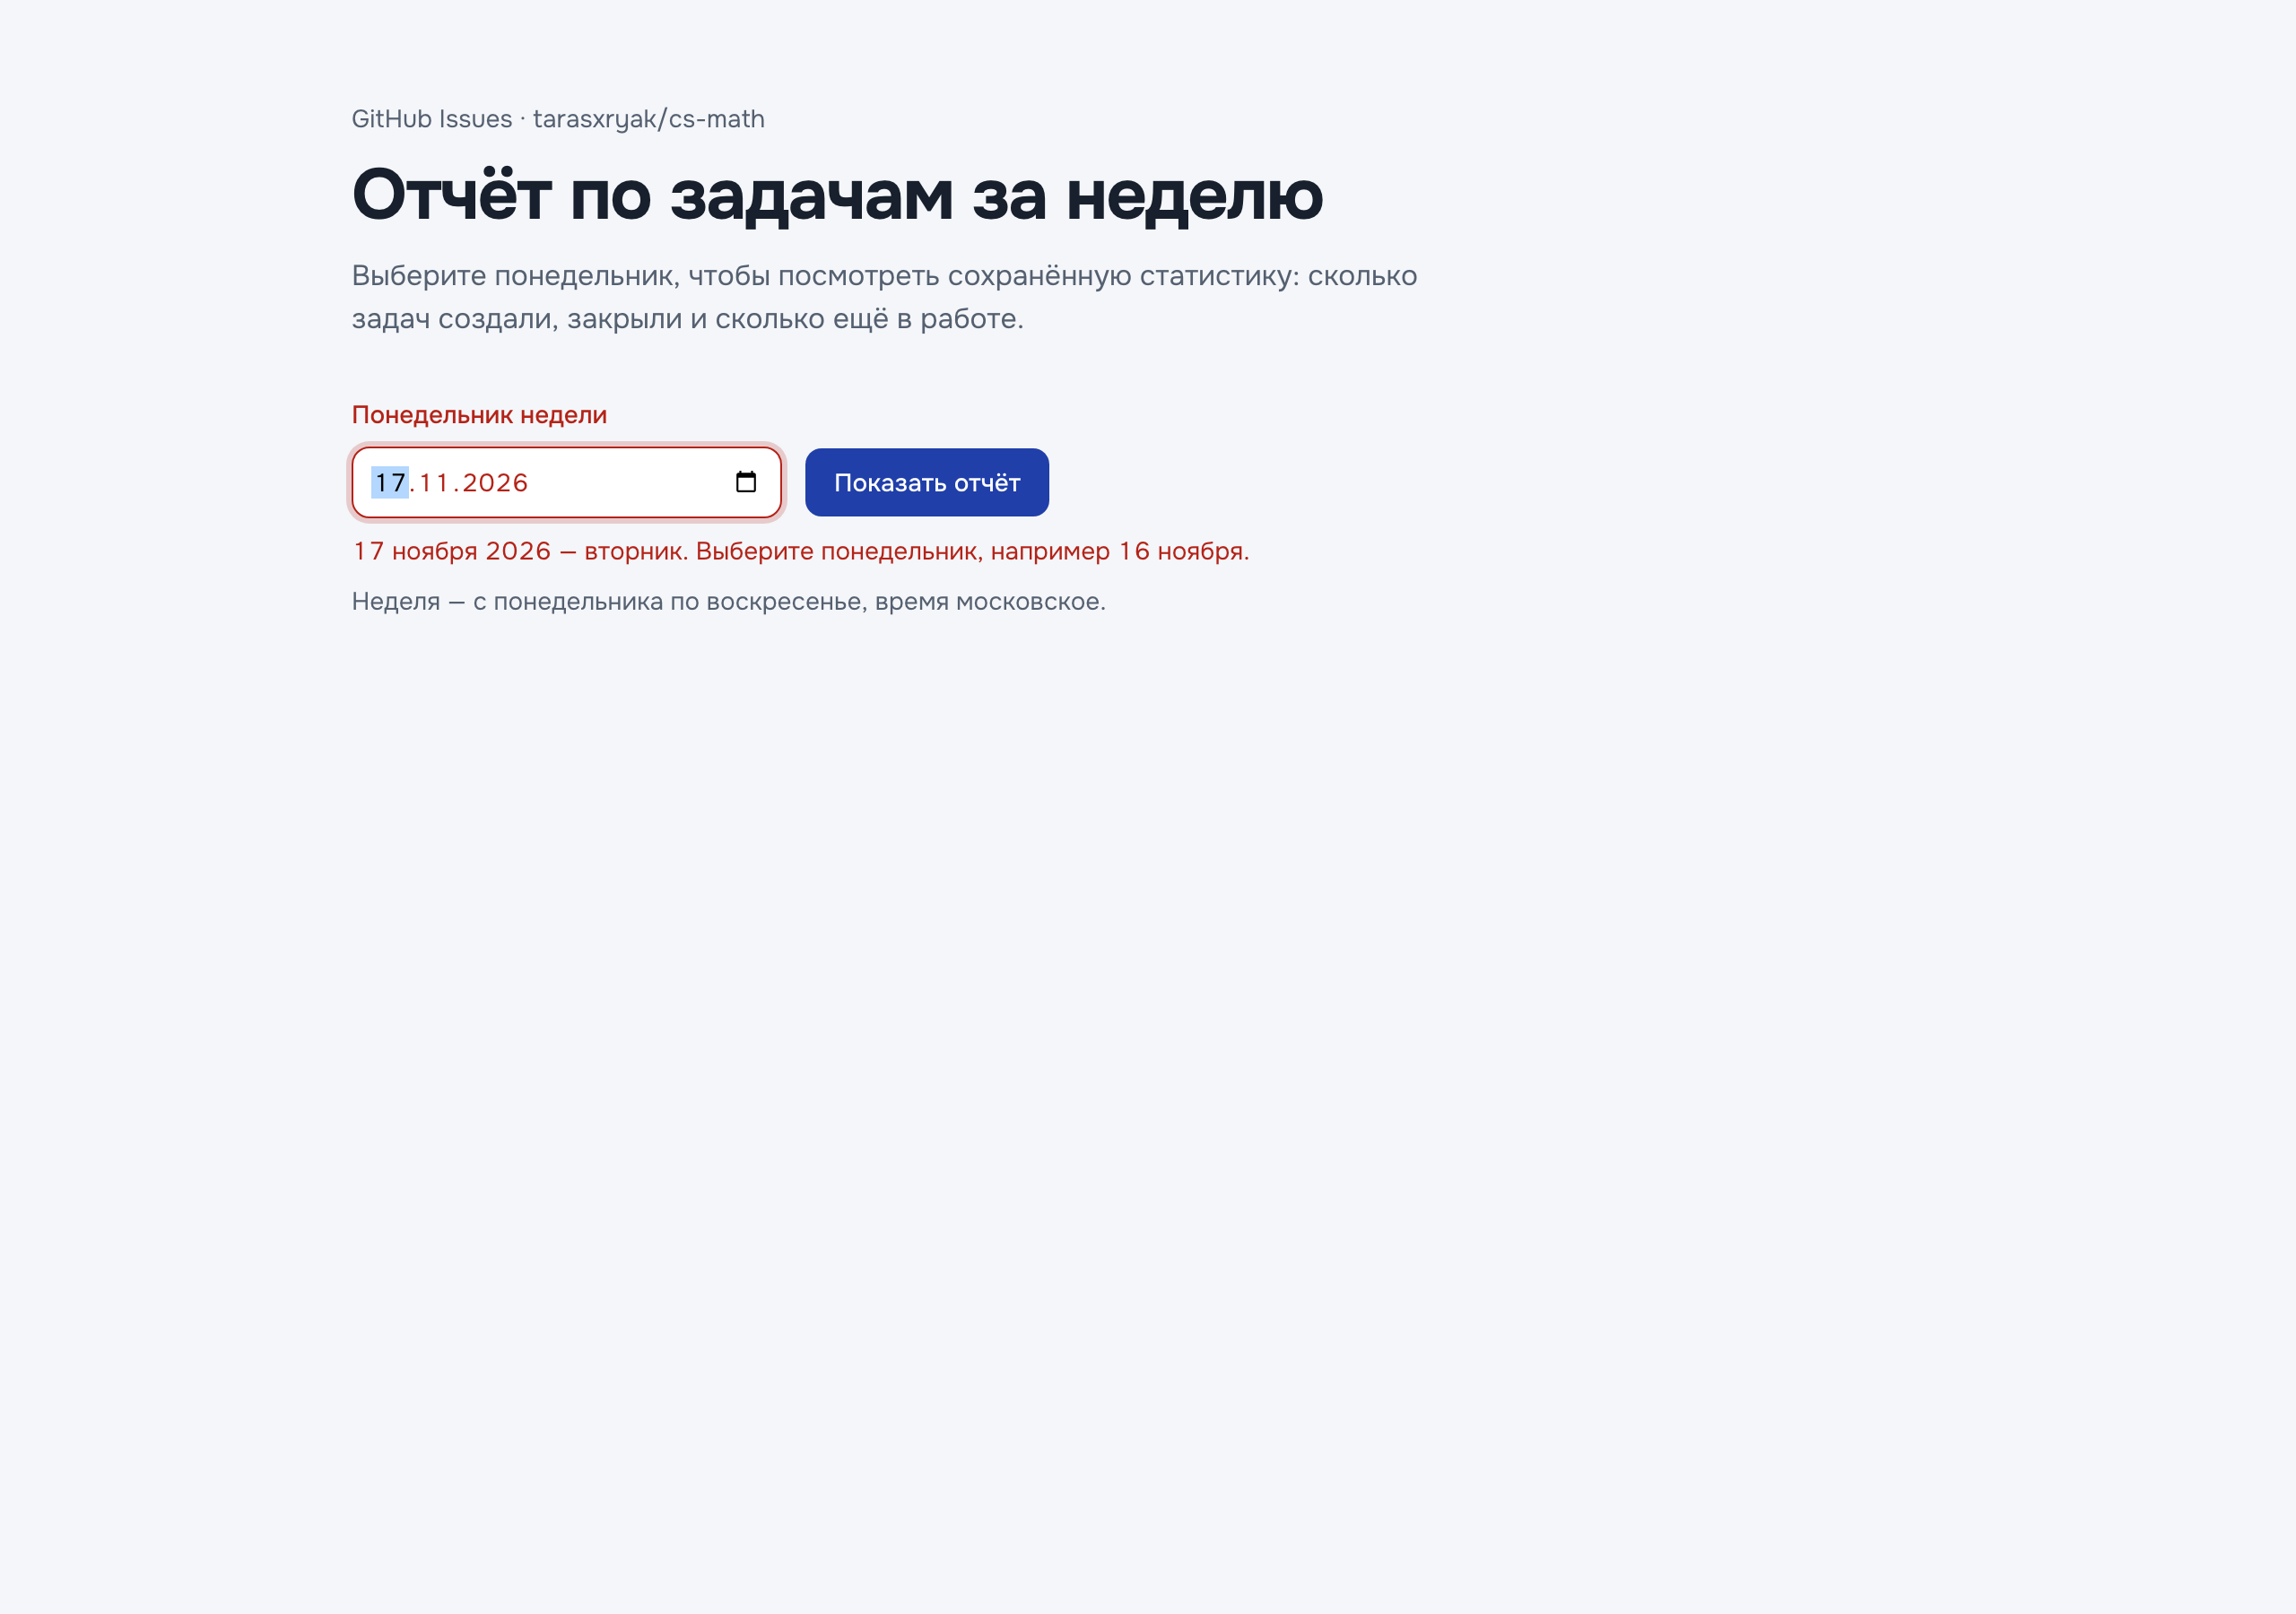 GitHub Issues · tarasxryak/cs-math
Отчёт по задачам за неделю
Выберите понедельник, чтобы посмотреть сохранённую статистику: сколько
задач создали, закрыли и сколько ещё в работе.
Понедельник недели
17.11.2026
Показать отчёт
17 ноября 2026 — вторник. Выберите понедельник, например 16 ноября.
Неделя — с понедельника по воскресенье, время московское.